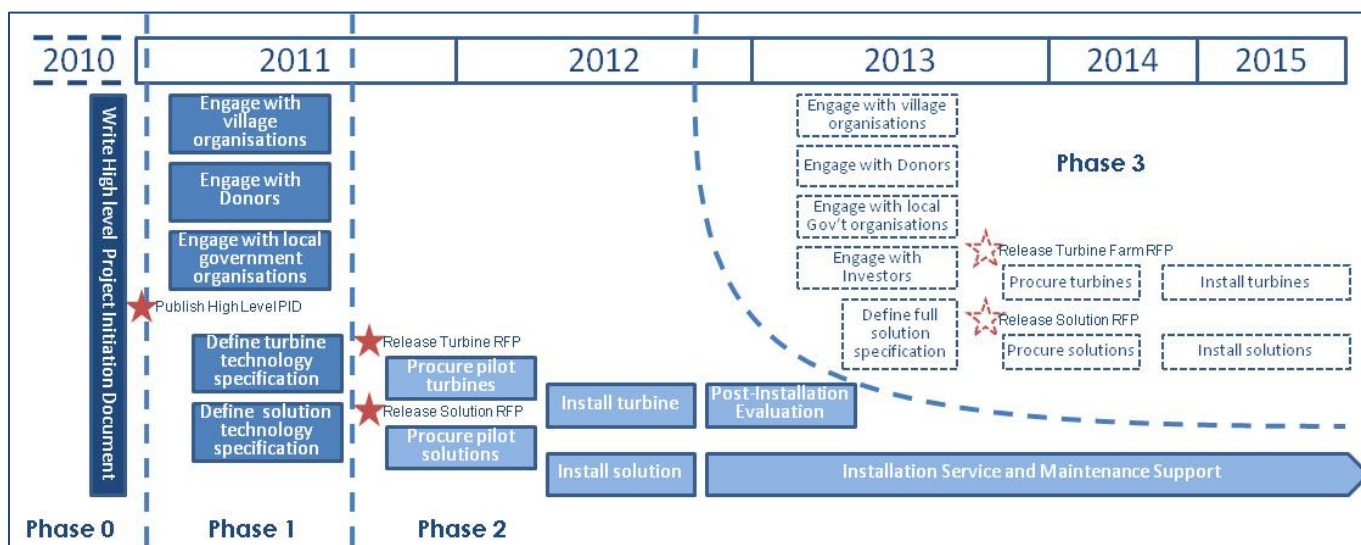 2010
2011
2012
2013
2014
2015
Write High level Project Initiation Document
Engage with
village
organisations
Engage with
Donors
Engage with local
government
organisations
Publish High Level PID
Define turbine
technology
specification
Define solution
technology
specification
Release Turbine RFP
Procure pilot
turbines
Release Solution RFP
Procure pilot
solutions
Install turbine
Install solution
Post-Installation
Evaluation
Installation Service and Maintenance Support
Engage with village
organisations
Engage with Donors
Engage with local
Gov't organisations
Engage with
Investors
Define full
solution
specification
Phase 3
Release Turbine Farm RFP
Procure turbines
Install turbines
Release Solution RFP
Procure solutions
Install solutions
Phase 0
Phase 1
Phase 2